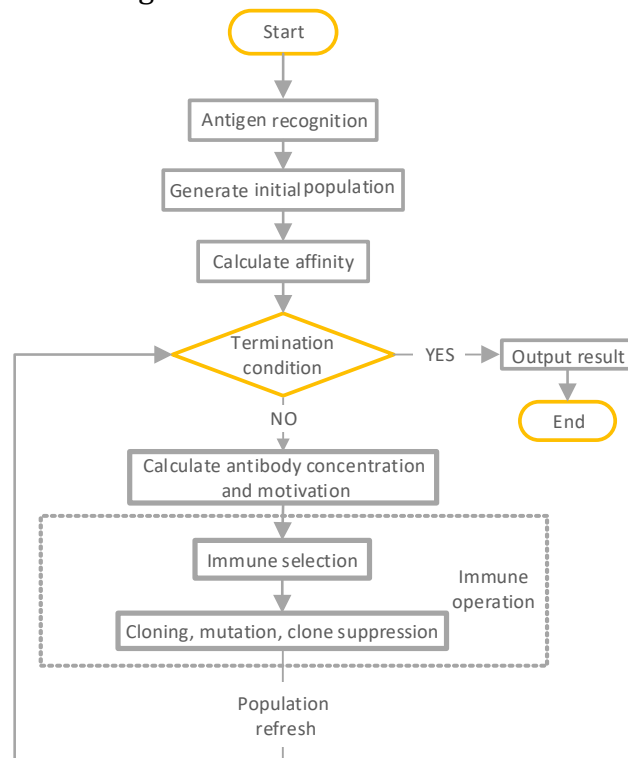 Start
Antigen recognition
Generate initial population
Calculate affinity
Termination
condition
YES
Output result
End
NO
Calculate antibody concentration
and motivation
Immune selection
Immune
operation
Cloning, mutation, clone suppression
Population
refresh